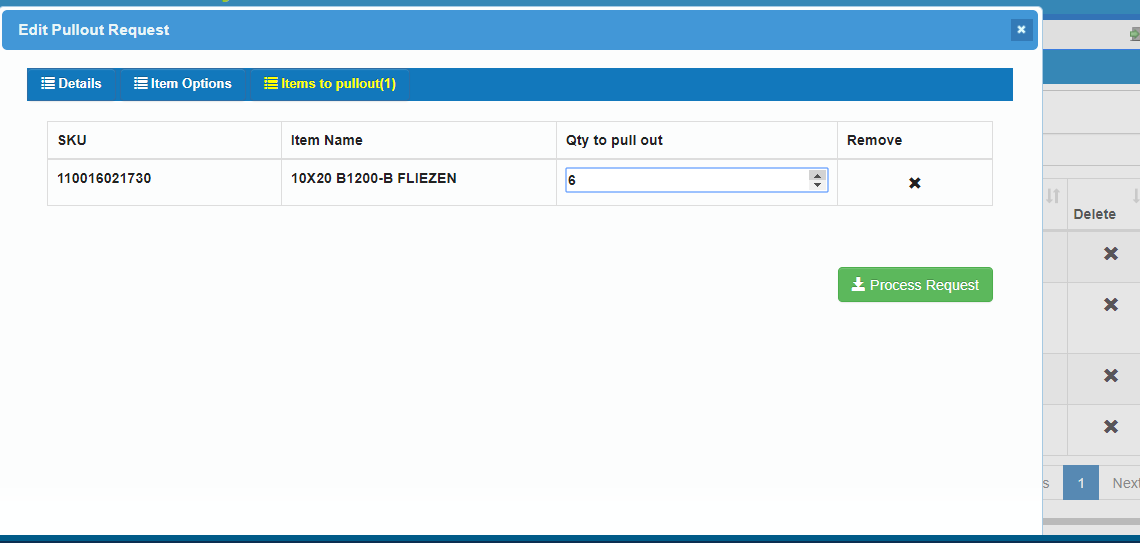 Edit Pullout Request
Details Item Options Items to pullout(1)
SKU Item Name Qty to pull out Remove
110016021730 10X20 B1200-B FLIEZEN 6
Process Request
Delete
s 1 Next